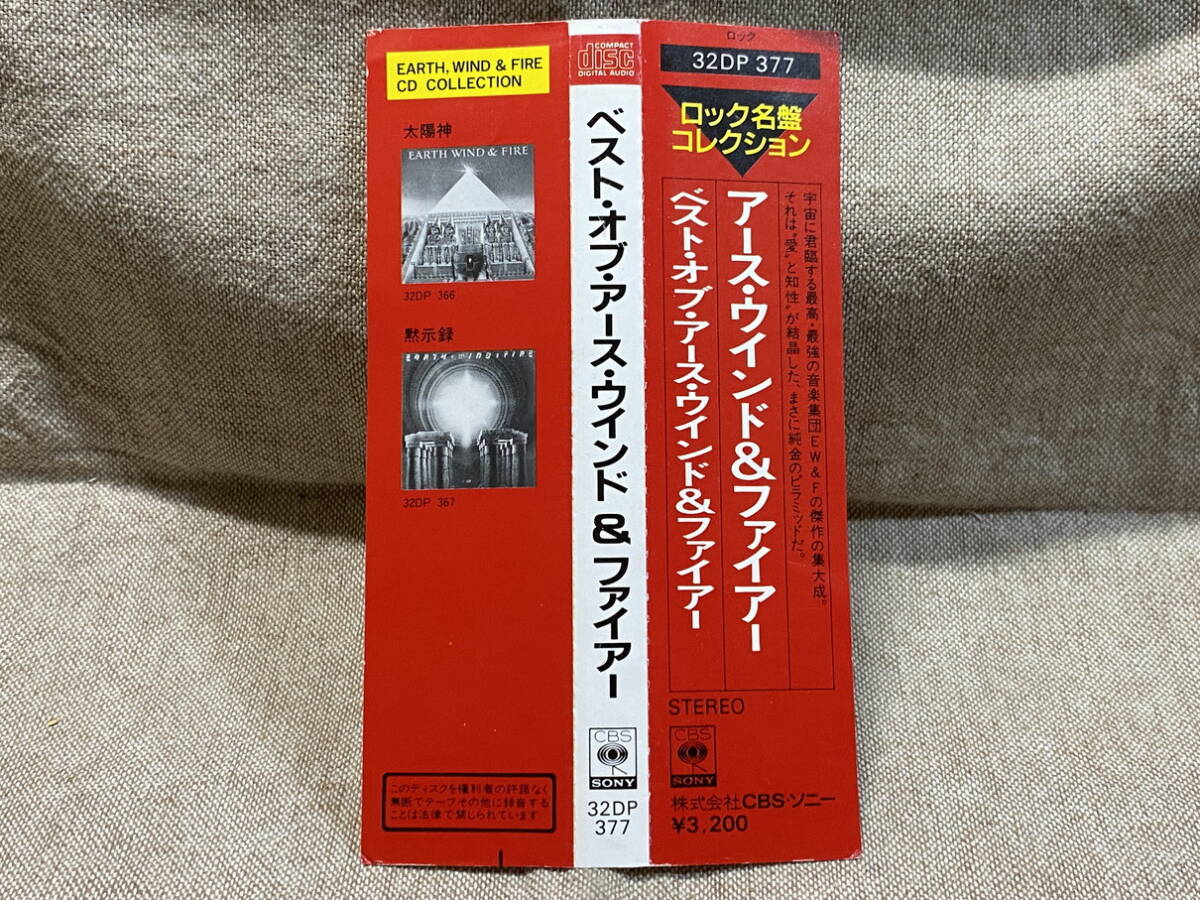 EARTH, WIND & FIRE
CD COLLECTION
太陽神
EARTH WIND & FIRE
32DP 366
黙示録
32DP 367
このディスクを権利者の許諾なく
無断でテープその他に録音する
ことは法律で禁じられています
COMPACT
disc
DIGITAL AUDIO
ベスト・オブ・アース・ウインド&ファイアー
CBS
SONY
32DP
377
ロック
32DP 377
ロック名盤
コレクション
宇宙に君臨する最高・最強の音楽集団EW&Fの傑作の集大成。
それは“愛”と知性”が結晶した、まさに純金のピラミッドだ。
アース・ウインド&ファイアー
ベスト・オブ・アース・ウインド&ファイアー
STEREO
CBS
SONY
株式会社CBS・ソニー
¥3,200